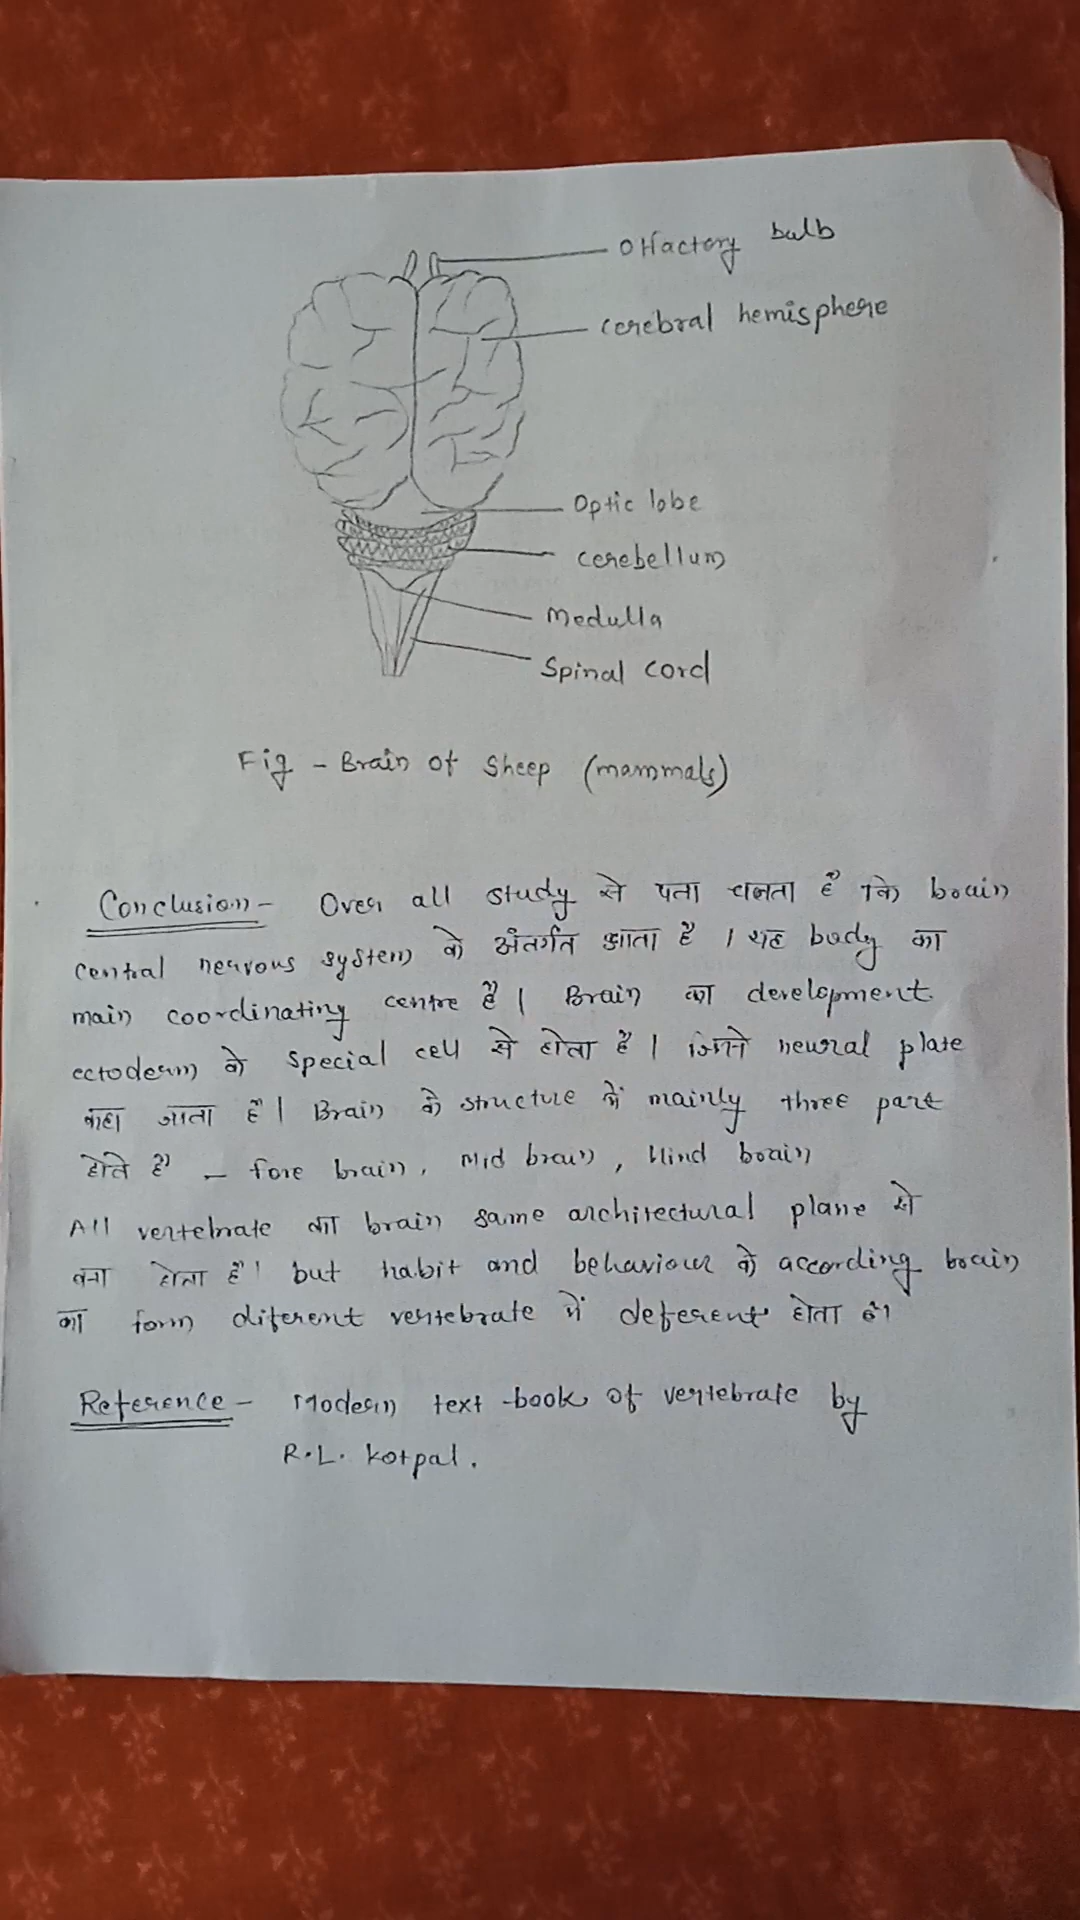 Olfactory bulb
cerebral hemisphere
Optic lobe
cerebellum
Medulla
Spinal cord
Fig - Brain of Sheep (mammals)
Conclusion - Over all study से पता चलता है कि brain
central nervous system के अंतर्गत आता है । यह body का
main coordinating centre है । Brain का development
ectoderm के special cell से होता है । जिसे neural plate
कहा जाता है । Brain के structure में mainly three part
होते है - fore brain, Mid brain, Hind brain
All vertebrate का brain same architectural plane से
बना होता है । but habit and behaviour के according brain
का form diferent vertebrate में deferent होता है।
Reference - Modern text-book of vertebrate by
R.L. Kotpal.